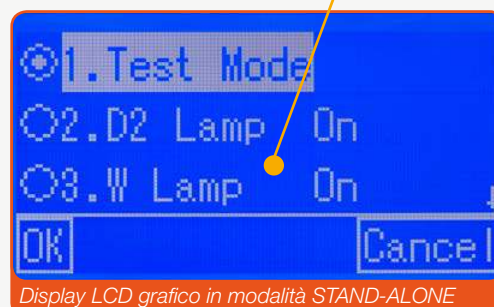 1.Test Mode
2.D2 Lamp On
3.W Lamp On
OK Cancel
Display LCD grafico in modalità STAND-ALONE